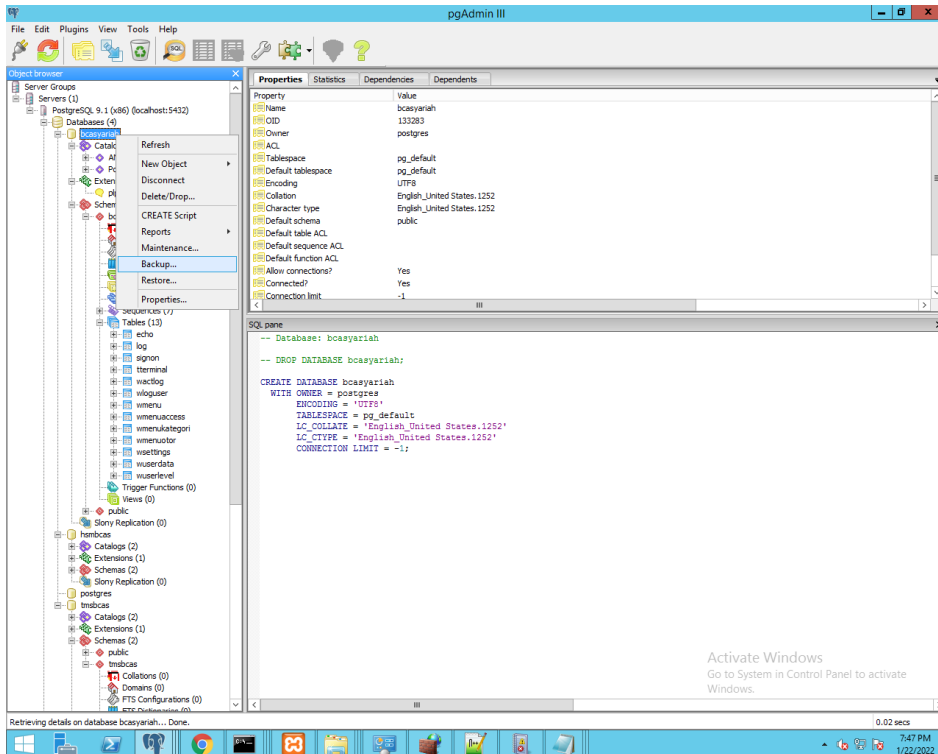 pgAdmin III
File Edit Plugins View Tools Help
SQL
Object browser
Server Groups
Servers (1)
PostgreSQL 9.1 (x86) (localhost:5432)
Databases (4)
bcasyariah
Catalo
Exten
Schem
Sequences (7)
Tables (13)
echo
log
signon
tterminal
wactlog
wloguser
wmenu
wmenuaccess
wmenukategori
wmenuotor
wsettings
wuserdata
wuserlevel
Trigger Functions (0)
Views (0)
public
Slony Replication (0)
hsmbcas
Catalogs (2)
Extensions (1)
Schemas (2)
Slony Replication (0)
postgres
tmsbcas
Catalogs (2)
Extensions (1)
Schemas (2)
public
tmsbcas
Collations (0)
Domains (0)
FTS Configurations (0)
FTS Dictionaries (0)
Refresh
New Object
Disconnect
Delete/Drop...
CREATE Script
Reports
Maintenance...
Backup...
Restore...
Properties...
Properties Statistics Dependencies Dependents
Property Value
Name bcasyariah
OID 133283
Owner postgres
ACL
Tablespace pg_default
Default tablespace pg_default
Encoding UTF8
Collation English_United States.1252
Character type English_United States.1252
Default schema public
Default table ACL
Default sequence ACL
Default function ACL
Allow connections? Yes
Connected? Yes
Connection limit -1
SQL pane
-- Database: bcasyariah
-- DROP DATABASE bcasyariah;
CREATE DATABASE bcasyariah
WITH OWNER = postgres
ENCODING = 'UTF8'
TABLESPACE = pg_default
LC_COLLATE = 'English_United States.1252'
LC_CTYPE = 'English_United States.1252'
CONNECTION LIMIT = -1;
Activate Windows
Go to System in Control Panel to activate
Windows.
Retrieving details on database bcasyariah... Done. 0.02 secs
7:47 PM